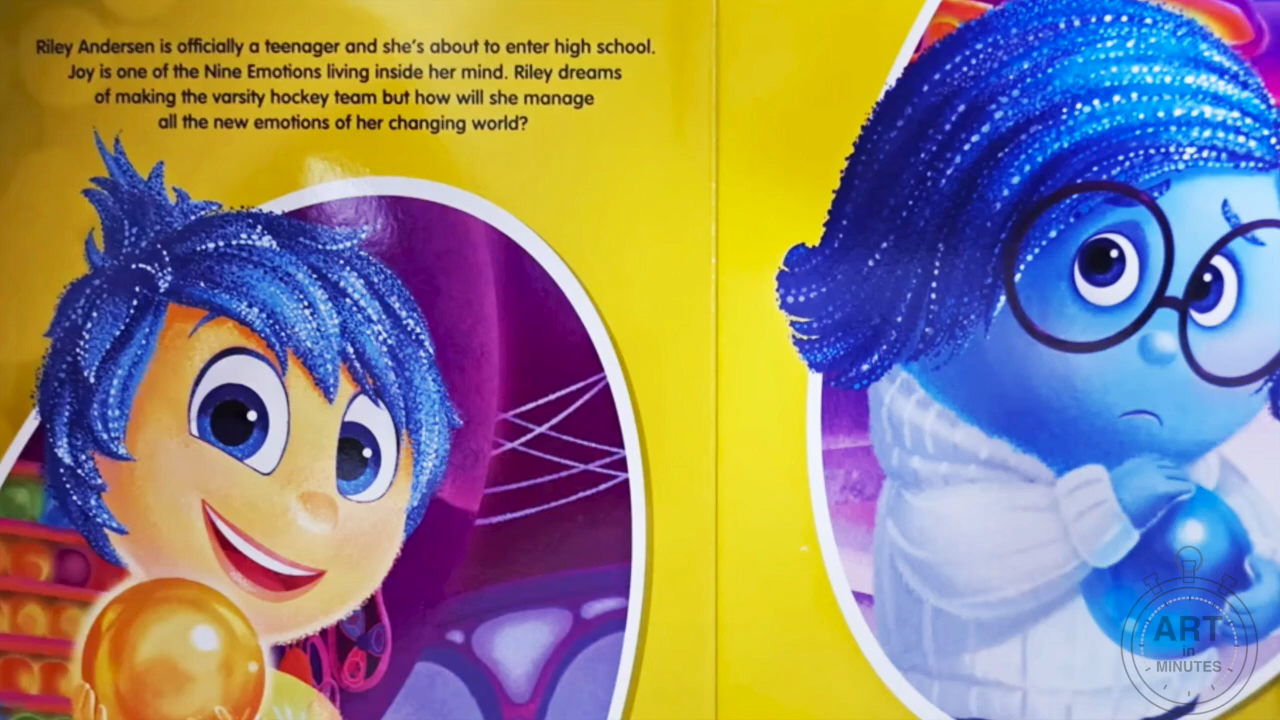 Riley Andersen is officially a teenager and she's about to enter high school.
Joy is one of the Nine Emotions living inside her mind. Riley dreams
of making the varsity hockey team but how will she manage
all the new emotions of her changing world?
ART
in
MINUTES